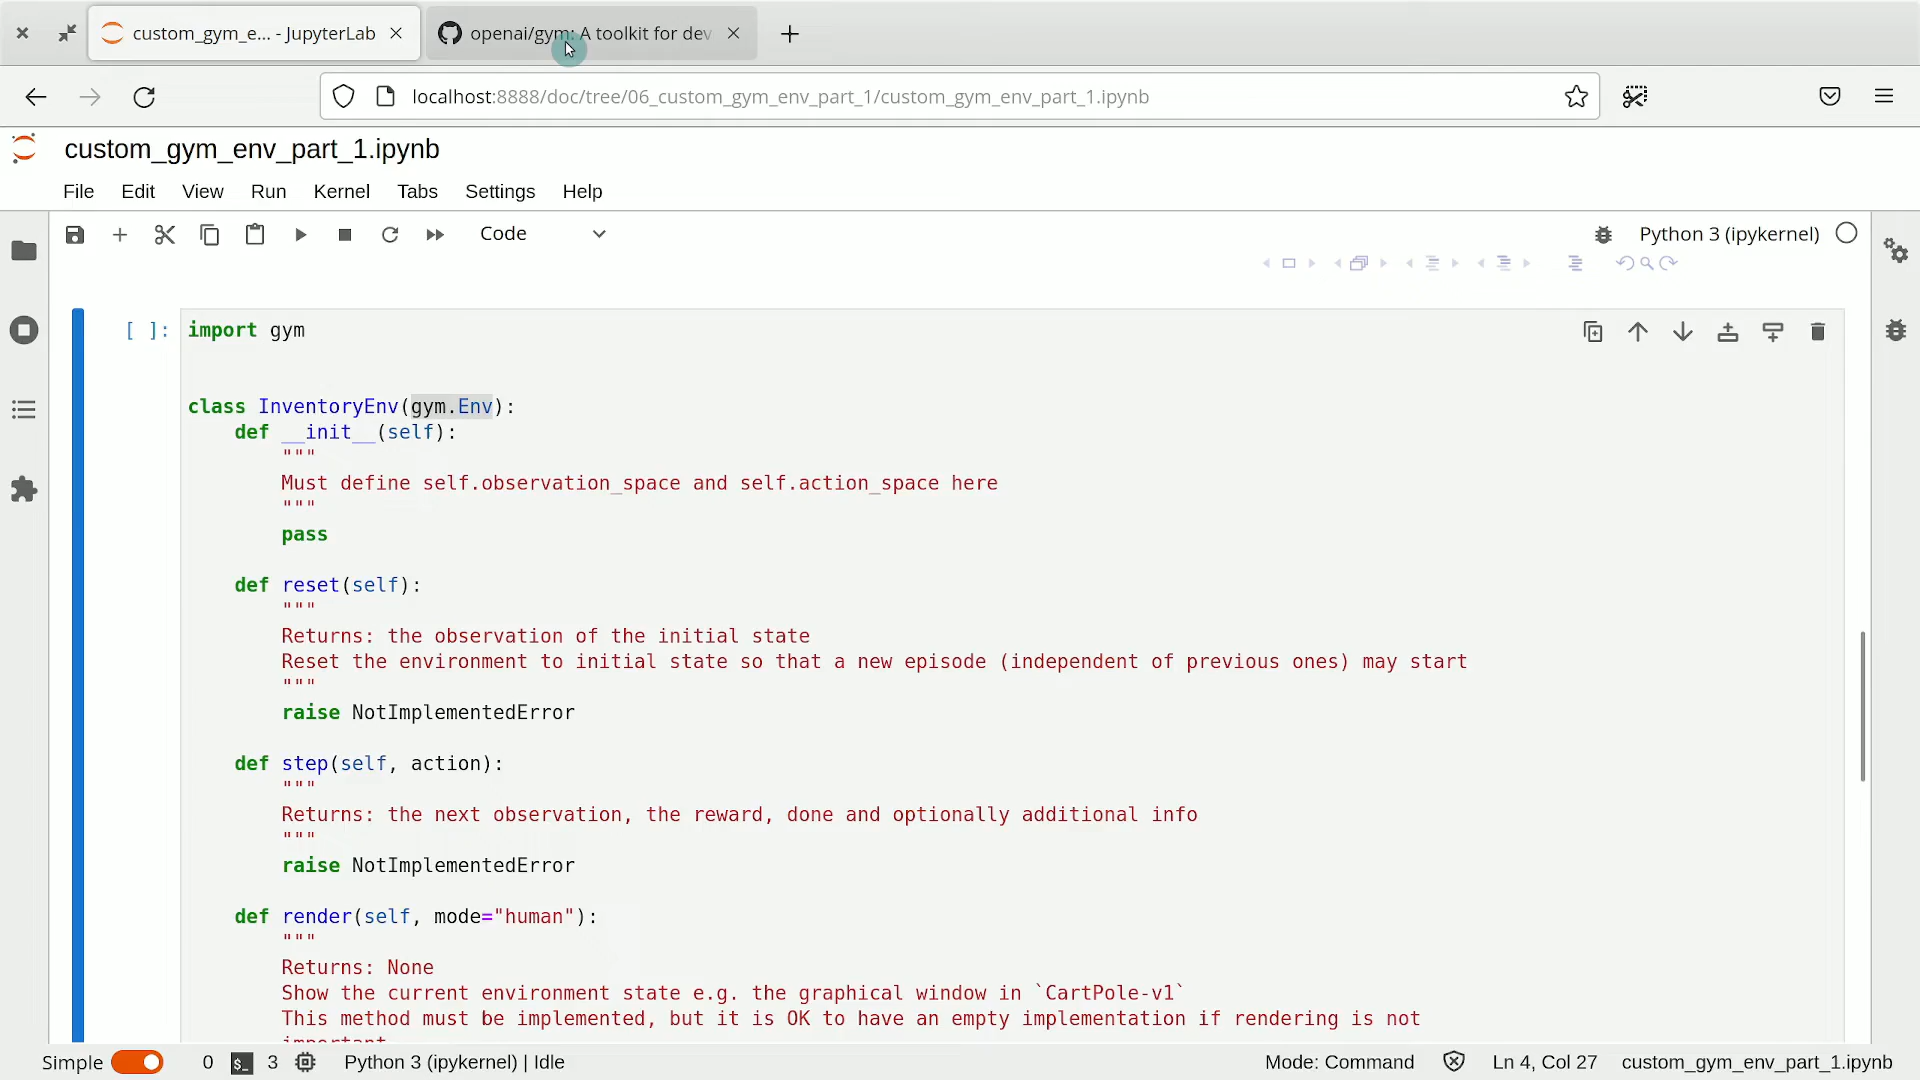 custom_gym_e... - JupyterLab
openai/gym: A toolkit for dev
localhost:8888/doc/tree/06_custom_gym_env_part_1/custom_gym_env_part_1.ipynb
custom_gym_env_part_1.ipynb
File Edit View Run Kernel Tabs Settings Help
Code
Python 3 (ipykernel)
[ ]:
import gym
class InventoryEnv(gym.Env):
def __init__(self):
"""
Must define self.observation_space and self.action_space here
"""
pass
def reset(self):
"""
Returns: the observation of the initial state
Reset the environment to initial state so that a new episode (independent of previous ones) may start
"""
raise NotImplementedError
def step(self, action):
"""
Returns: the next observation, the reward, done and optionally additional info
"""
raise NotImplementedError
def render(self, mode="human"):
"""
Returns: None
Show the current environment state e.g. the graphical window in `CartPole-v1`
This method must be implemented, but it is OK to have an empty implementation if rendering is not
important
Simple 0 $_ 3 Python 3 (ipykernel) | Idle Mode: Command Ln 4, Col 27 custom_gym_env_part_1.ipynb